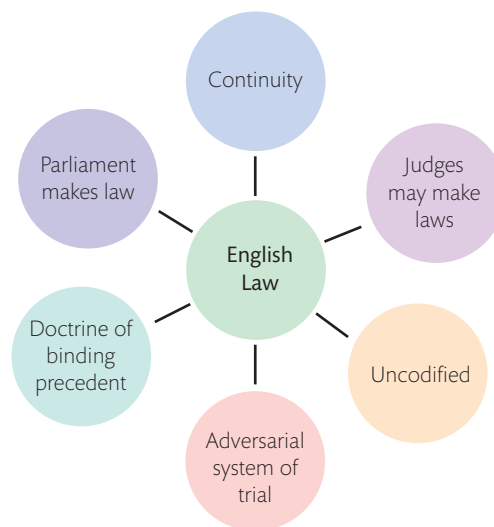 Continuity
Parliament
makes law
Judges
may make
laws
English
Law
Doctrine of
binding
precedent
Uncodified
Adversarial
system of
trial